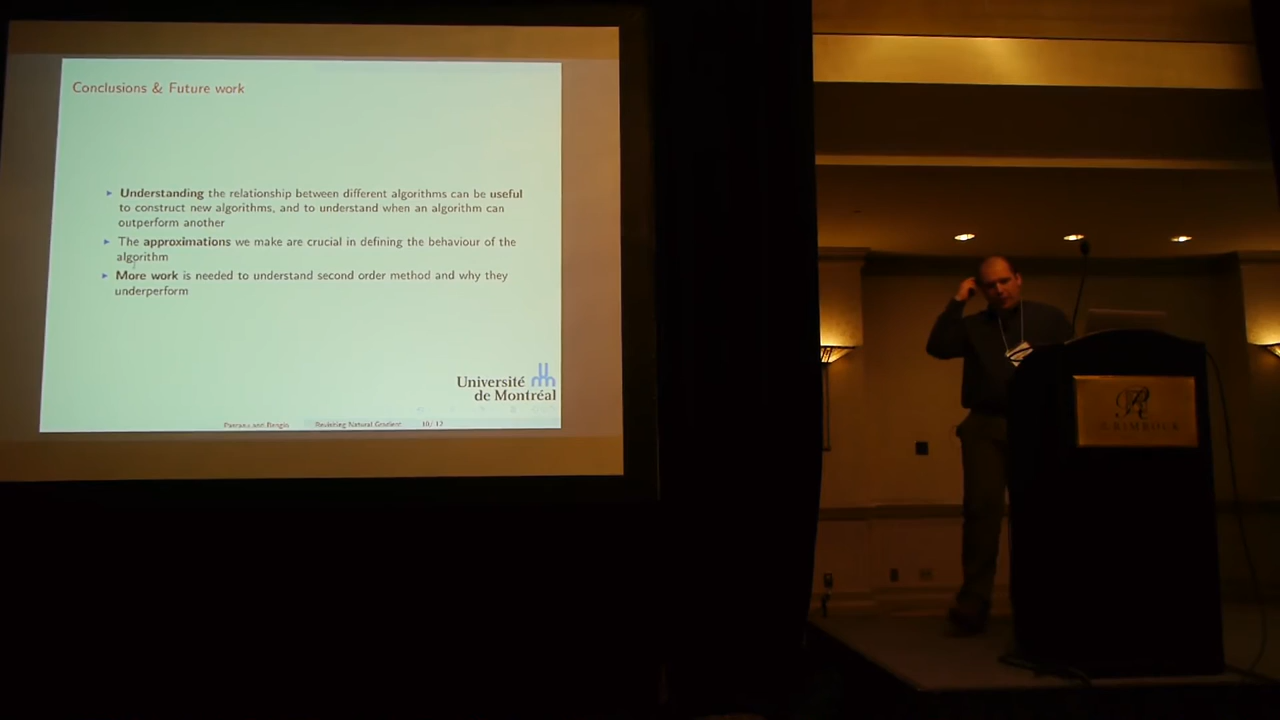 Conclusions & Future work
Understanding the relationship between different algorithms can be useful
to construct new algorithms, and to understand when an algorithm can
outperform another
The approximations we make are crucial in defining the behaviour of the
algorithm
More work is needed to understand second order method and why they
underperform
Université
de Montréal
Revisiting Natural Gradient